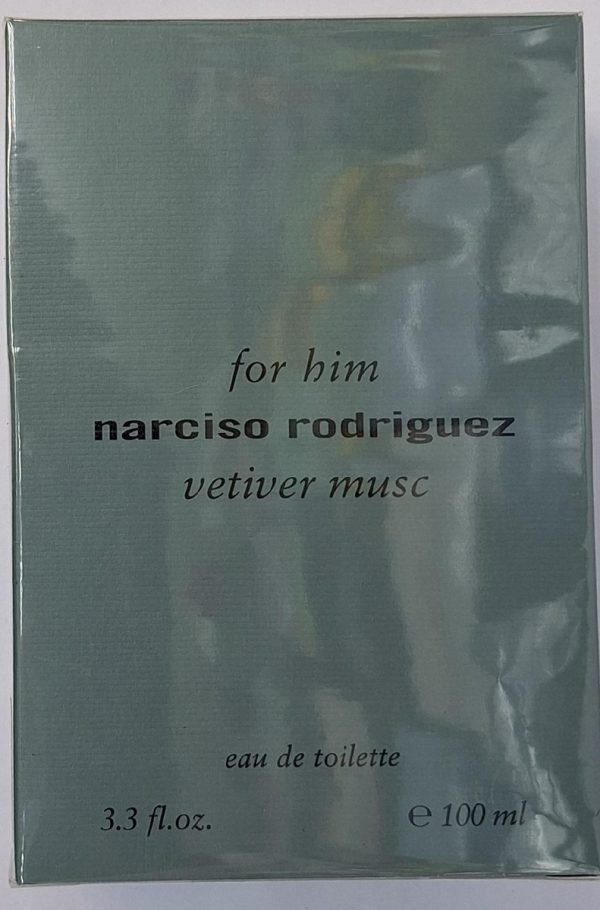 for him
narciso rodriguez
vetiver musc
eau de toilette
3.3 fl.oz. ℮ 100 ml